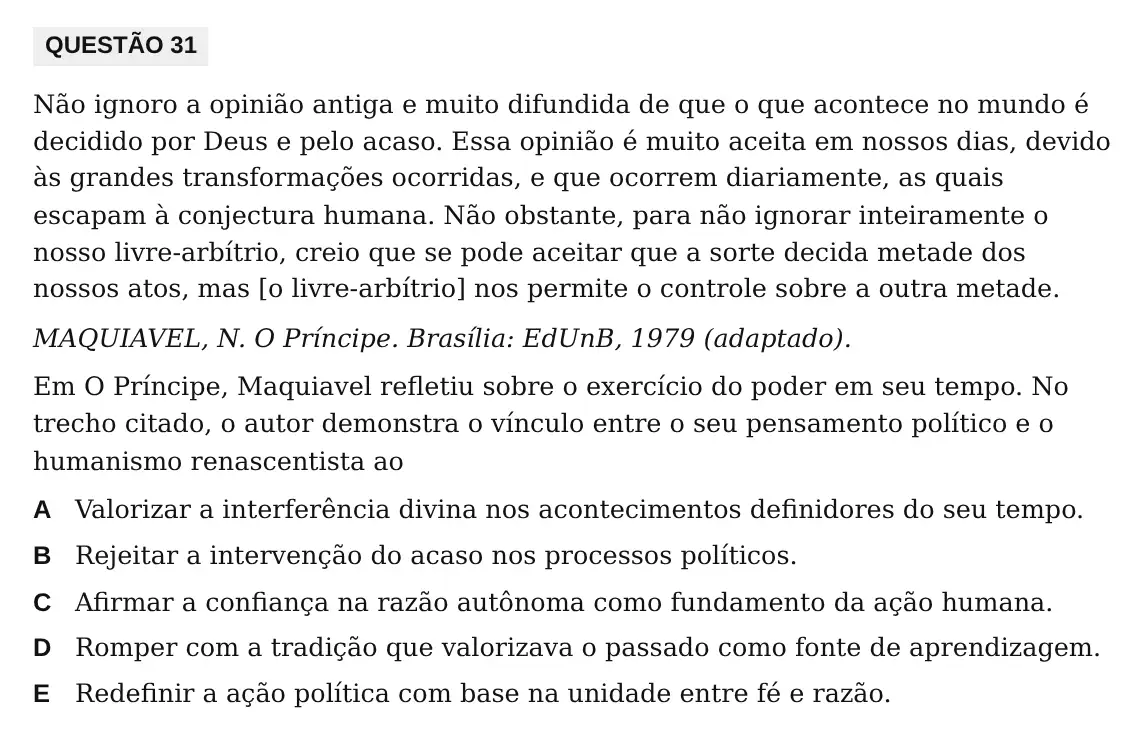 QUESTÃO 31
Não ignoro a opinião antiga e muito difundida de que o que acontece no mundo é
decidido por Deus e pelo acaso. Essa opinião é muito aceita em nossos dias, devido
às grandes transformações ocorridas, e que ocorrem diariamente, as quais
escapam à conjectura humana. Não obstante, para não ignorar inteiramente o
nosso livre-arbítrio, creio que se pode aceitar que a sorte decida metade dos
nossos atos, mas [o livre-arbítrio] nos permite o controle sobre a outra metade.
MAQUIAVEL, N. O Príncipe. Brasília: EdUnB, 1979 (adaptado).
Em O Príncipe, Maquiavel refletiu sobre o exercício do poder em seu tempo. No
trecho citado, o autor demonstra o vínculo entre o seu pensamento político e o
humanismo renascentista ao
A Valorizar a interferência divina nos acontecimentos definidores do seu tempo.
B Rejeitar a intervenção do acaso nos processos políticos.
C Afirmar a confiança na razão autônoma como fundamento da ação humana.
D Romper com a tradição que valorizava o passado como fonte de aprendizagem.
E Redefinir a ação política com base na unidade entre fé e razão.